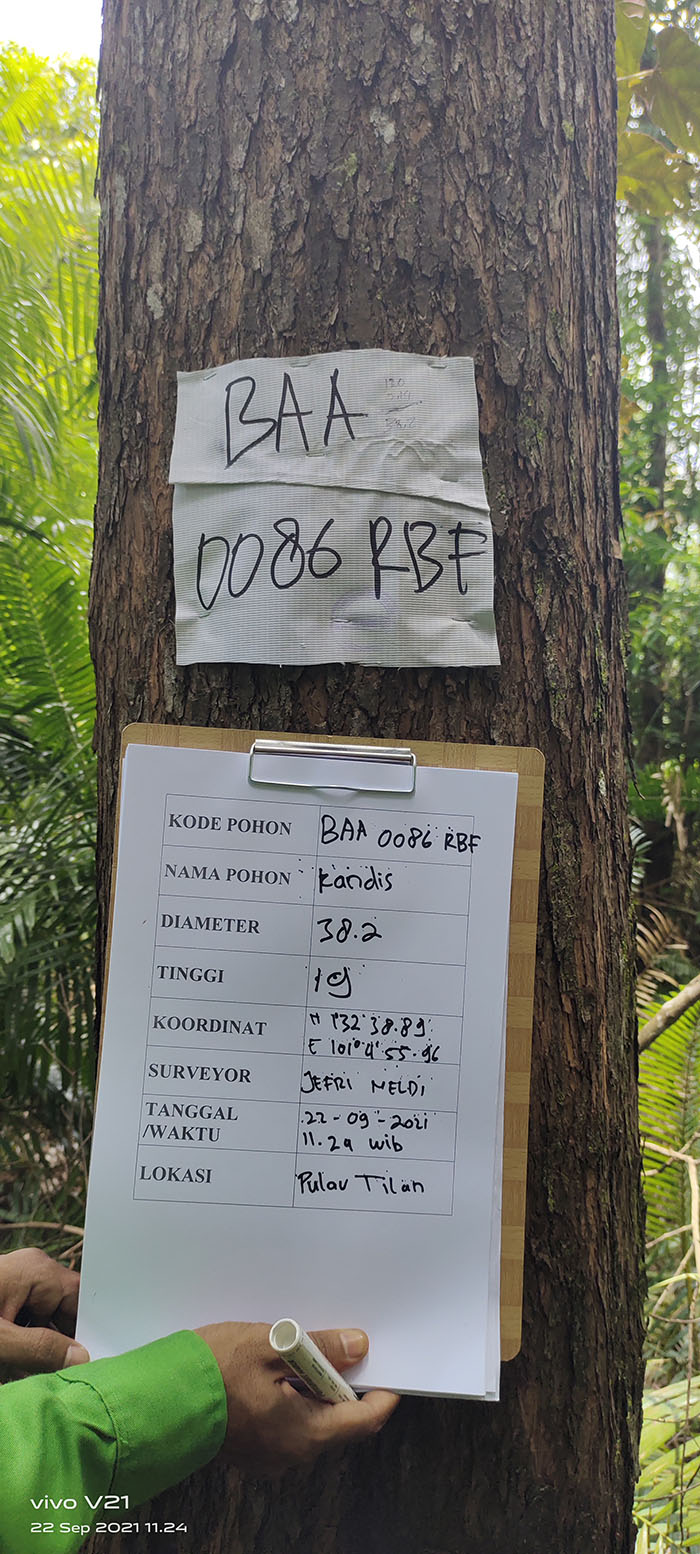 BAA
0086 RBF
KODE POHON BAA 0086 RBF
NAMA POHON Kandis
DIAMETER 38.2
TINGGI 19
KOORDINAT N 1°32'38.89"
E 101°4'55.96
SURVEYOR JEFRI MELDI
TANGGAL 22-09-2021
/WAKTU 11.29 wib
LOKASI Pulau Tilan
vivo V21
22 Sep 2021 11.24